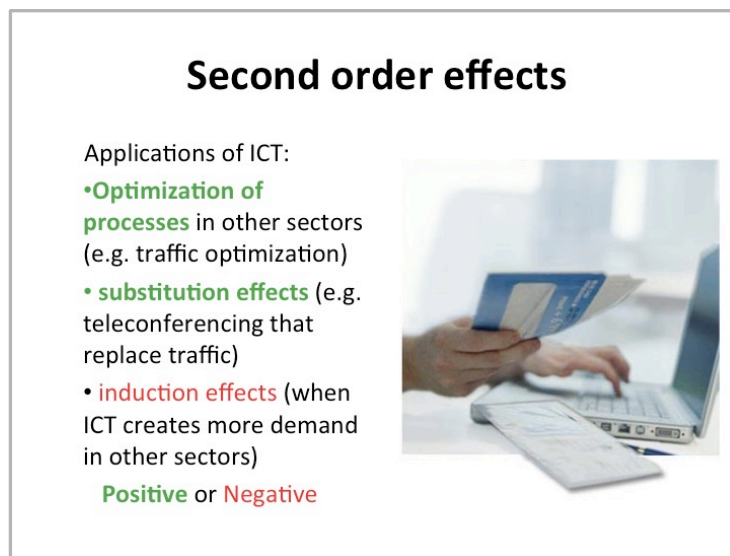 Second order effects
Applications of ICT:
•Optimization of
processes in other sectors
(e.g. traffic optimization)
• substitution effects (e.g.
teleconferencing that
replace traffic)
• induction effects (when
ICT creates more demand
in other sectors)
Positive or Negative